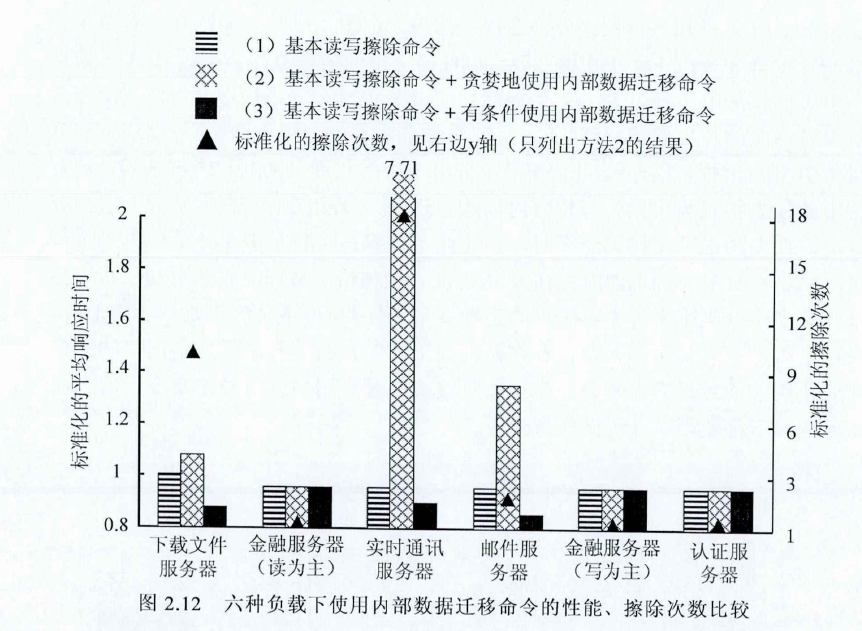 （1）基本读写擦除命令
（2）基本读写擦除命令+贪婪地使用内部数据迁移命令
（3）基本读写擦除命令+有条件使用内部数据迁移命令
标准化的擦除次数，见右边y轴（只列出方法2的结果）
7.71
2
1.8
1.6
1.4
1.2
1
0.8
标准化的平均响应时间
18
15
12
9
6
3
1
标准化的擦除次数
下载文件
服务器
金融服务器
（读为主）
实时通讯
服务器
邮件服
务器
金融服务器
（写为主）
认证服
务器
图 2.12 六种负载下使用内部数据迁移命令的性能、擦除次数比较